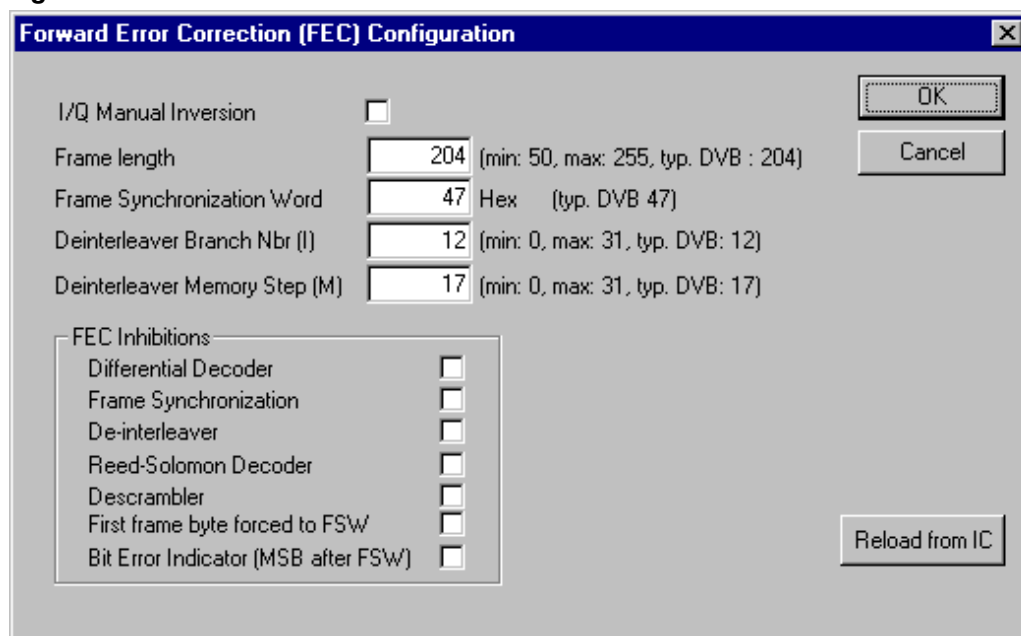 Forward Error Correction (FEC) Configuration
I/Q Manual Inversion
OK
Frame length 204 (min: 50, max: 255, typ. DVB : 204)
Cancel
Frame Synchronization Word 47 Hex (typ. DVB 47)
Deinterleaver Branch Nbr (I) 12 (min: 0, max: 31, typ. DVB: 12)
Deinterleaver Memory Step (M) 17 (min: 0, max: 31, typ. DVB: 17)
FEC Inhibitions
Differential Decoder
Frame Synchronization
De-interleaver
Reed-Solomon Decoder
Descrambler
First frame byte forced to FSW
Bit Error Indicator (MSB after FSW)
Reload from IC